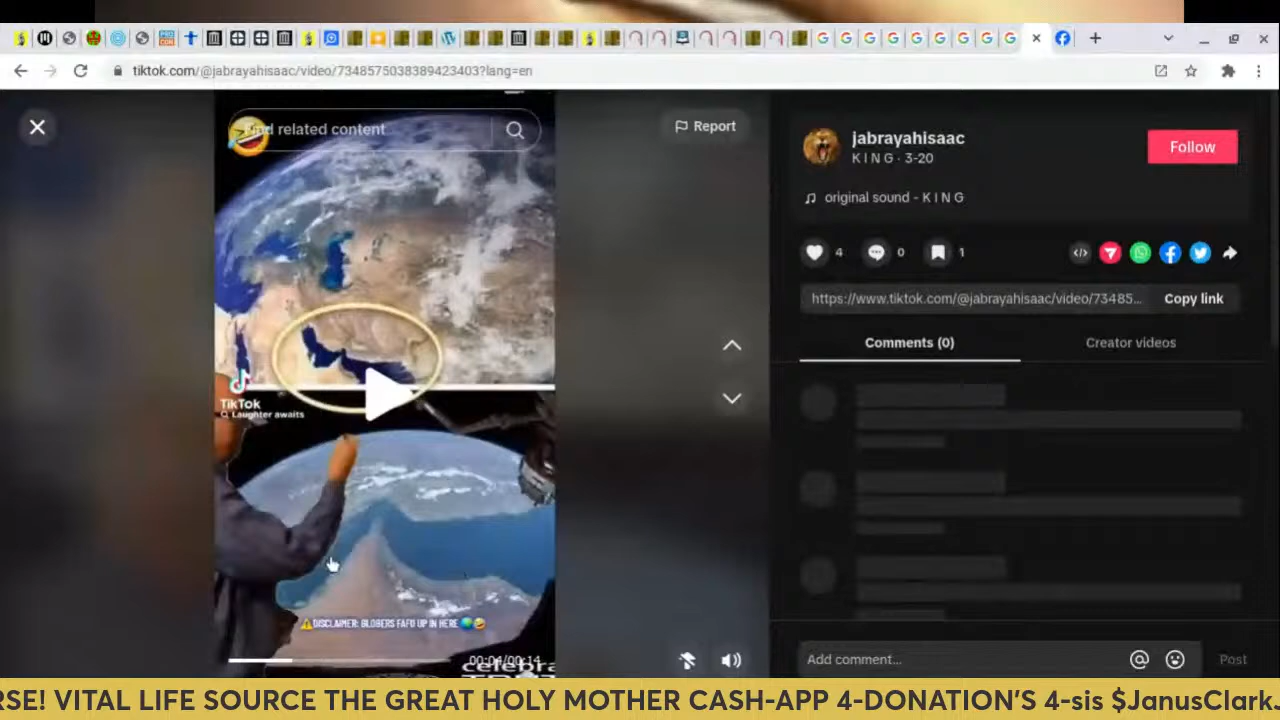 tiktok.com/@jabrayahisaac/video/7348575038389423403?lang=en
Find related content
Report
jabrayahisaac
K I N G · 3-20
Follow
original sound - K I N G
4
0
1
https://www.tiktok.com/@jabrayahisaac/video/73485...
Copy link
Comments (0)
Creator videos
TikTok
Laughter awaits
⚠️DISCLAIMER: GLOBERS FAFO UP IN HERE 🌎🤣
00:04/00:14
celebra
Add comment...
Post
RSE! VITAL LIFE SOURCE THE GREAT HOLY MOTHER CASH-APP 4-DONATION'S 4-sis $JanusClark